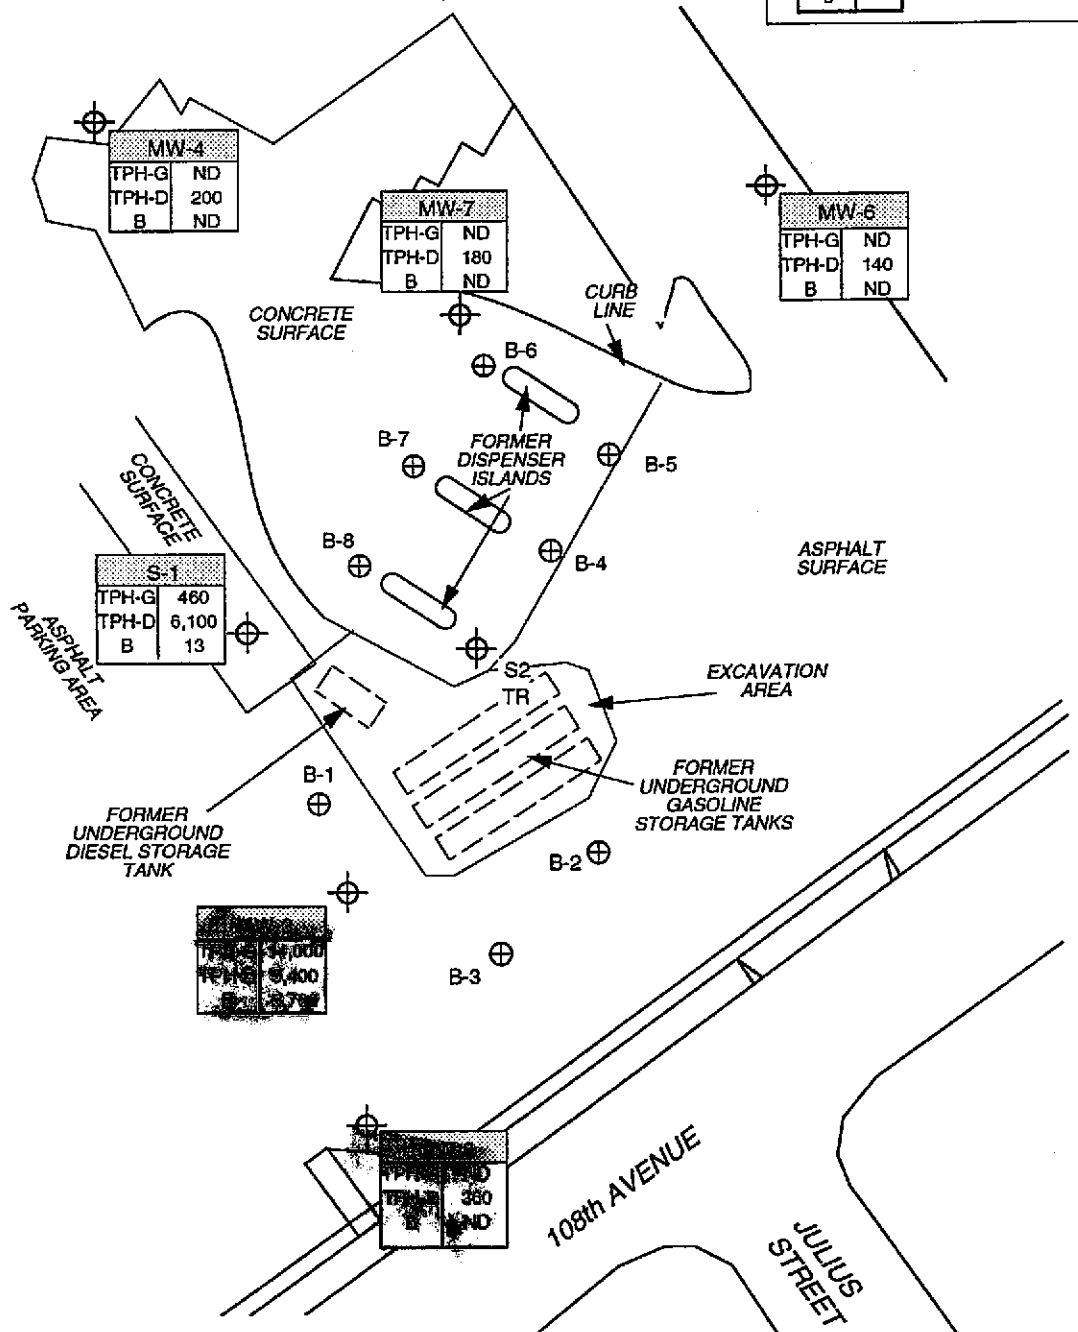 MW-4
TPH-G ND
TPH-D 200
B ND
MW-7
TPH-G ND
TPH-D 180
B ND
MW-6
TPH-G ND
TPH-D 140
B ND
CONCRETE
SURFACE
CURB
LINE
B-6
B-7
FORMER
DISPENSER
ISLANDS
B-5
CONCRETE
SURFACE
B-8
B-4
ASPHALT
SURFACE
S-1
TPH-G 460
TPH-D 6,100
B 13
ASPHALT
PARKING AREA
S2
TR
EXCAVATION
AREA
B-1
FORMER
UNDERGROUND
DIESEL STORAGE
TANK
FORMER
UNDERGROUND
GASOLINE
STORAGE TANKS
B-2
B-3
ND
360
B ND
108th AVENUE
JULIUS
STREET